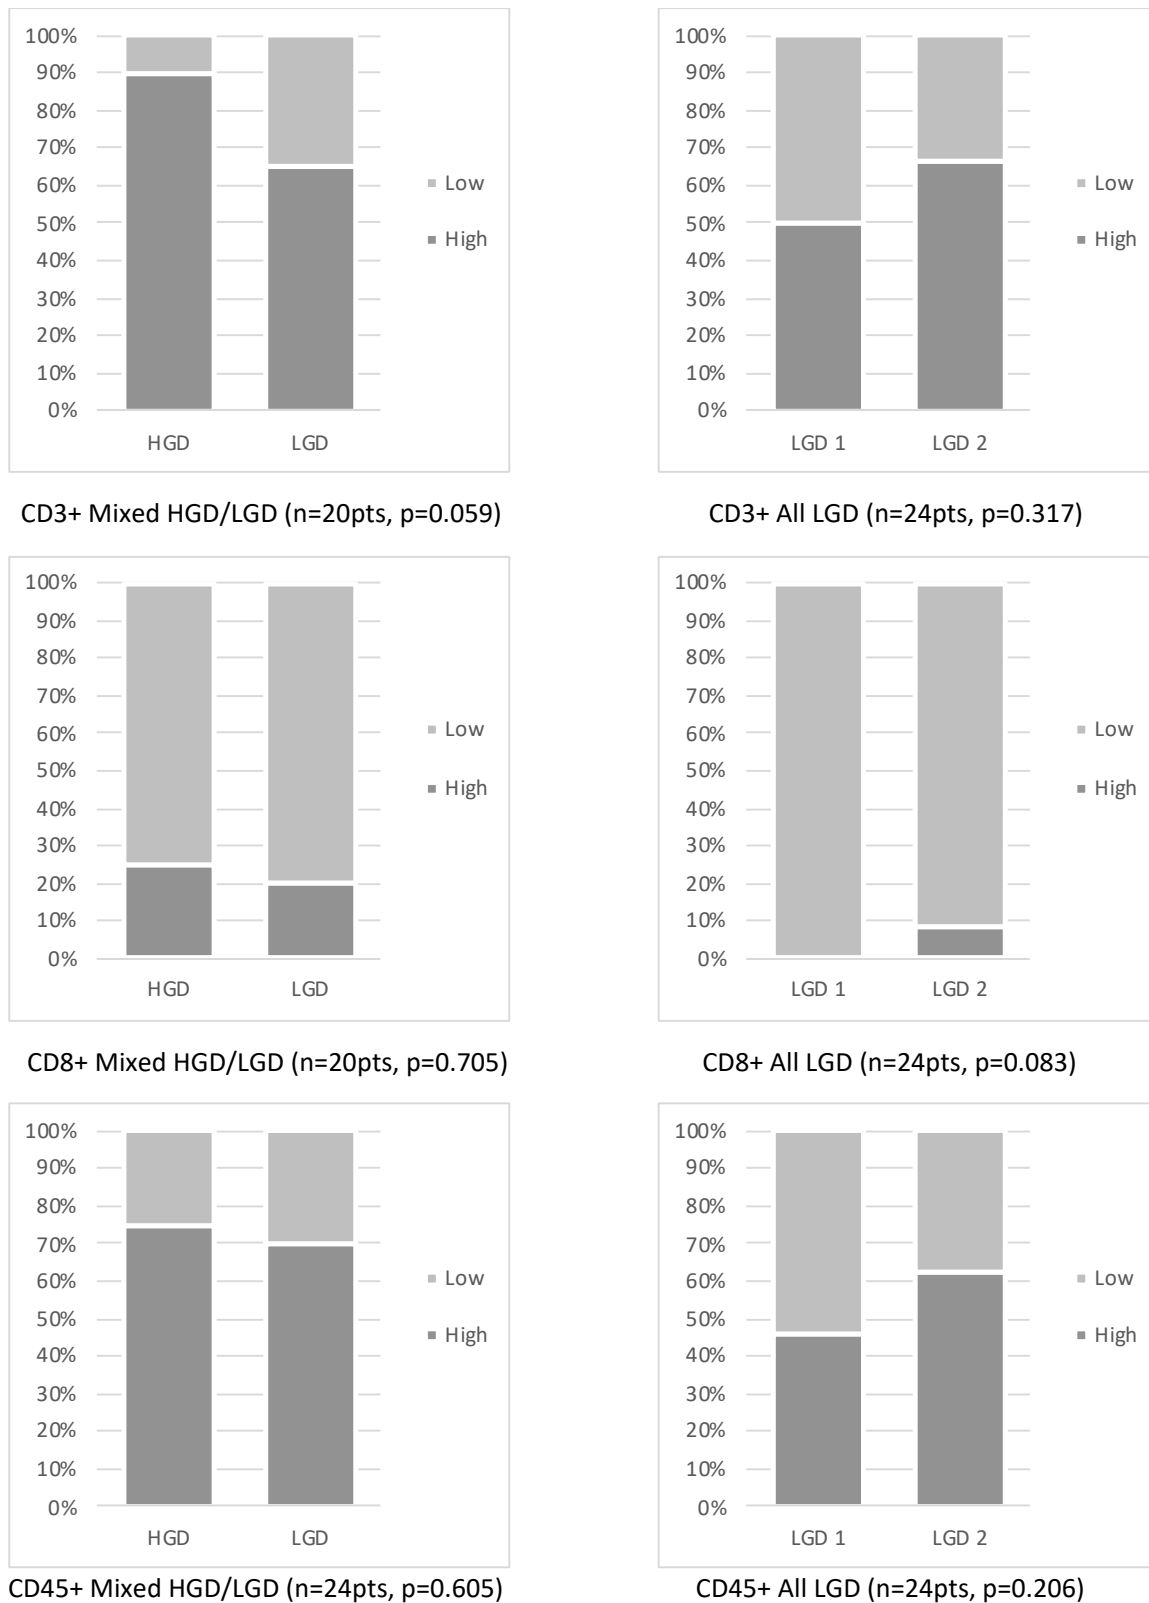 100%
90%
80%
70%
60%
50%
40%
30%
20%
10%
0%
HGD LGD
Low
High
CD3+ Mixed HGD/LGD (n=20pts, p=0.059)
100%
90%
80%
70%
60%
50%
40%
30%
20%
10%
0%
LGD 1 LGD 2
Low
High
CD3+ All LGD (n=24pts, p=0.317)
100%
90%
80%
70%
60%
50%
40%
30%
20%
10%
0%
HGD LGD
Low
High
CD8+ Mixed HGD/LGD (n=20pts, p=0.705)
100%
90%
80%
70%
60%
50%
40%
30%
20%
10%
0%
LGD 1 LGD 2
Low
High
CD8+ All LGD (n=24pts, p=0.083)
100%
90%
80%
70%
60%
50%
40%
30%
20%
10%
0%
HGD LGD
Low
High
CD45+ Mixed HGD/LGD (n=24pts, p=0.605)
100%
90%
80%
70%
60%
50%
40%
30%
20%
10%
0%
LGD 1 LGD 2
Low
High
CD45+ All LGD (n=24pts, p=0.206)